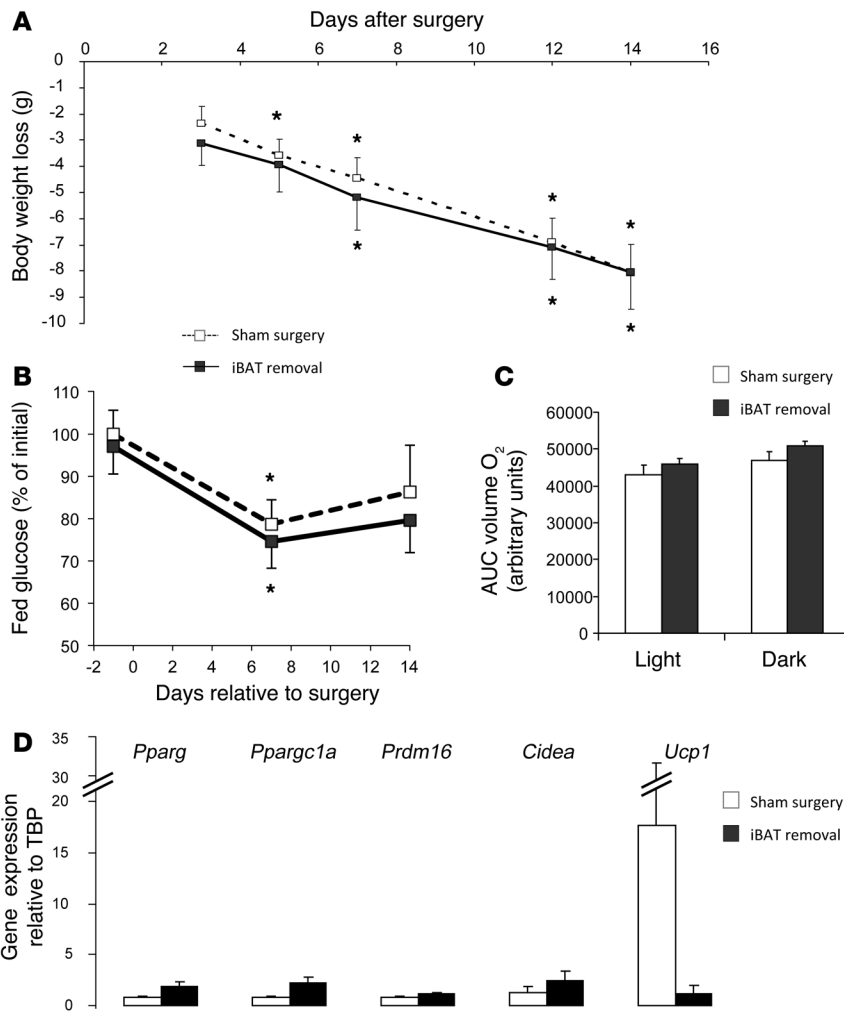 A
Days after surgery
0 2 4 6 8 10 12 14 16
Body weight loss (g)
0
-1
-2
-3
-4
-5
-6
-7
-8
-9
-10
* * * *
* * *
Sham surgery
iBAT removal
B
Fed glucose (% of initial)
110
100
90
80
70
60
50
*
*
-2 0 2 4 6 8 10 12 14
Days relative to surgery
C
Sham surgery
iBAT removal
AUC volume O2
(arbitrary units)
60000
50000
40000
30000
20000
10000
0
Light Dark
D
Gene expression
relative to TBP
35
30
20
15
10
5
0
Pparg Ppargc1a Prdm16 Cidea Ucp1
Sham surgery
iBAT removal